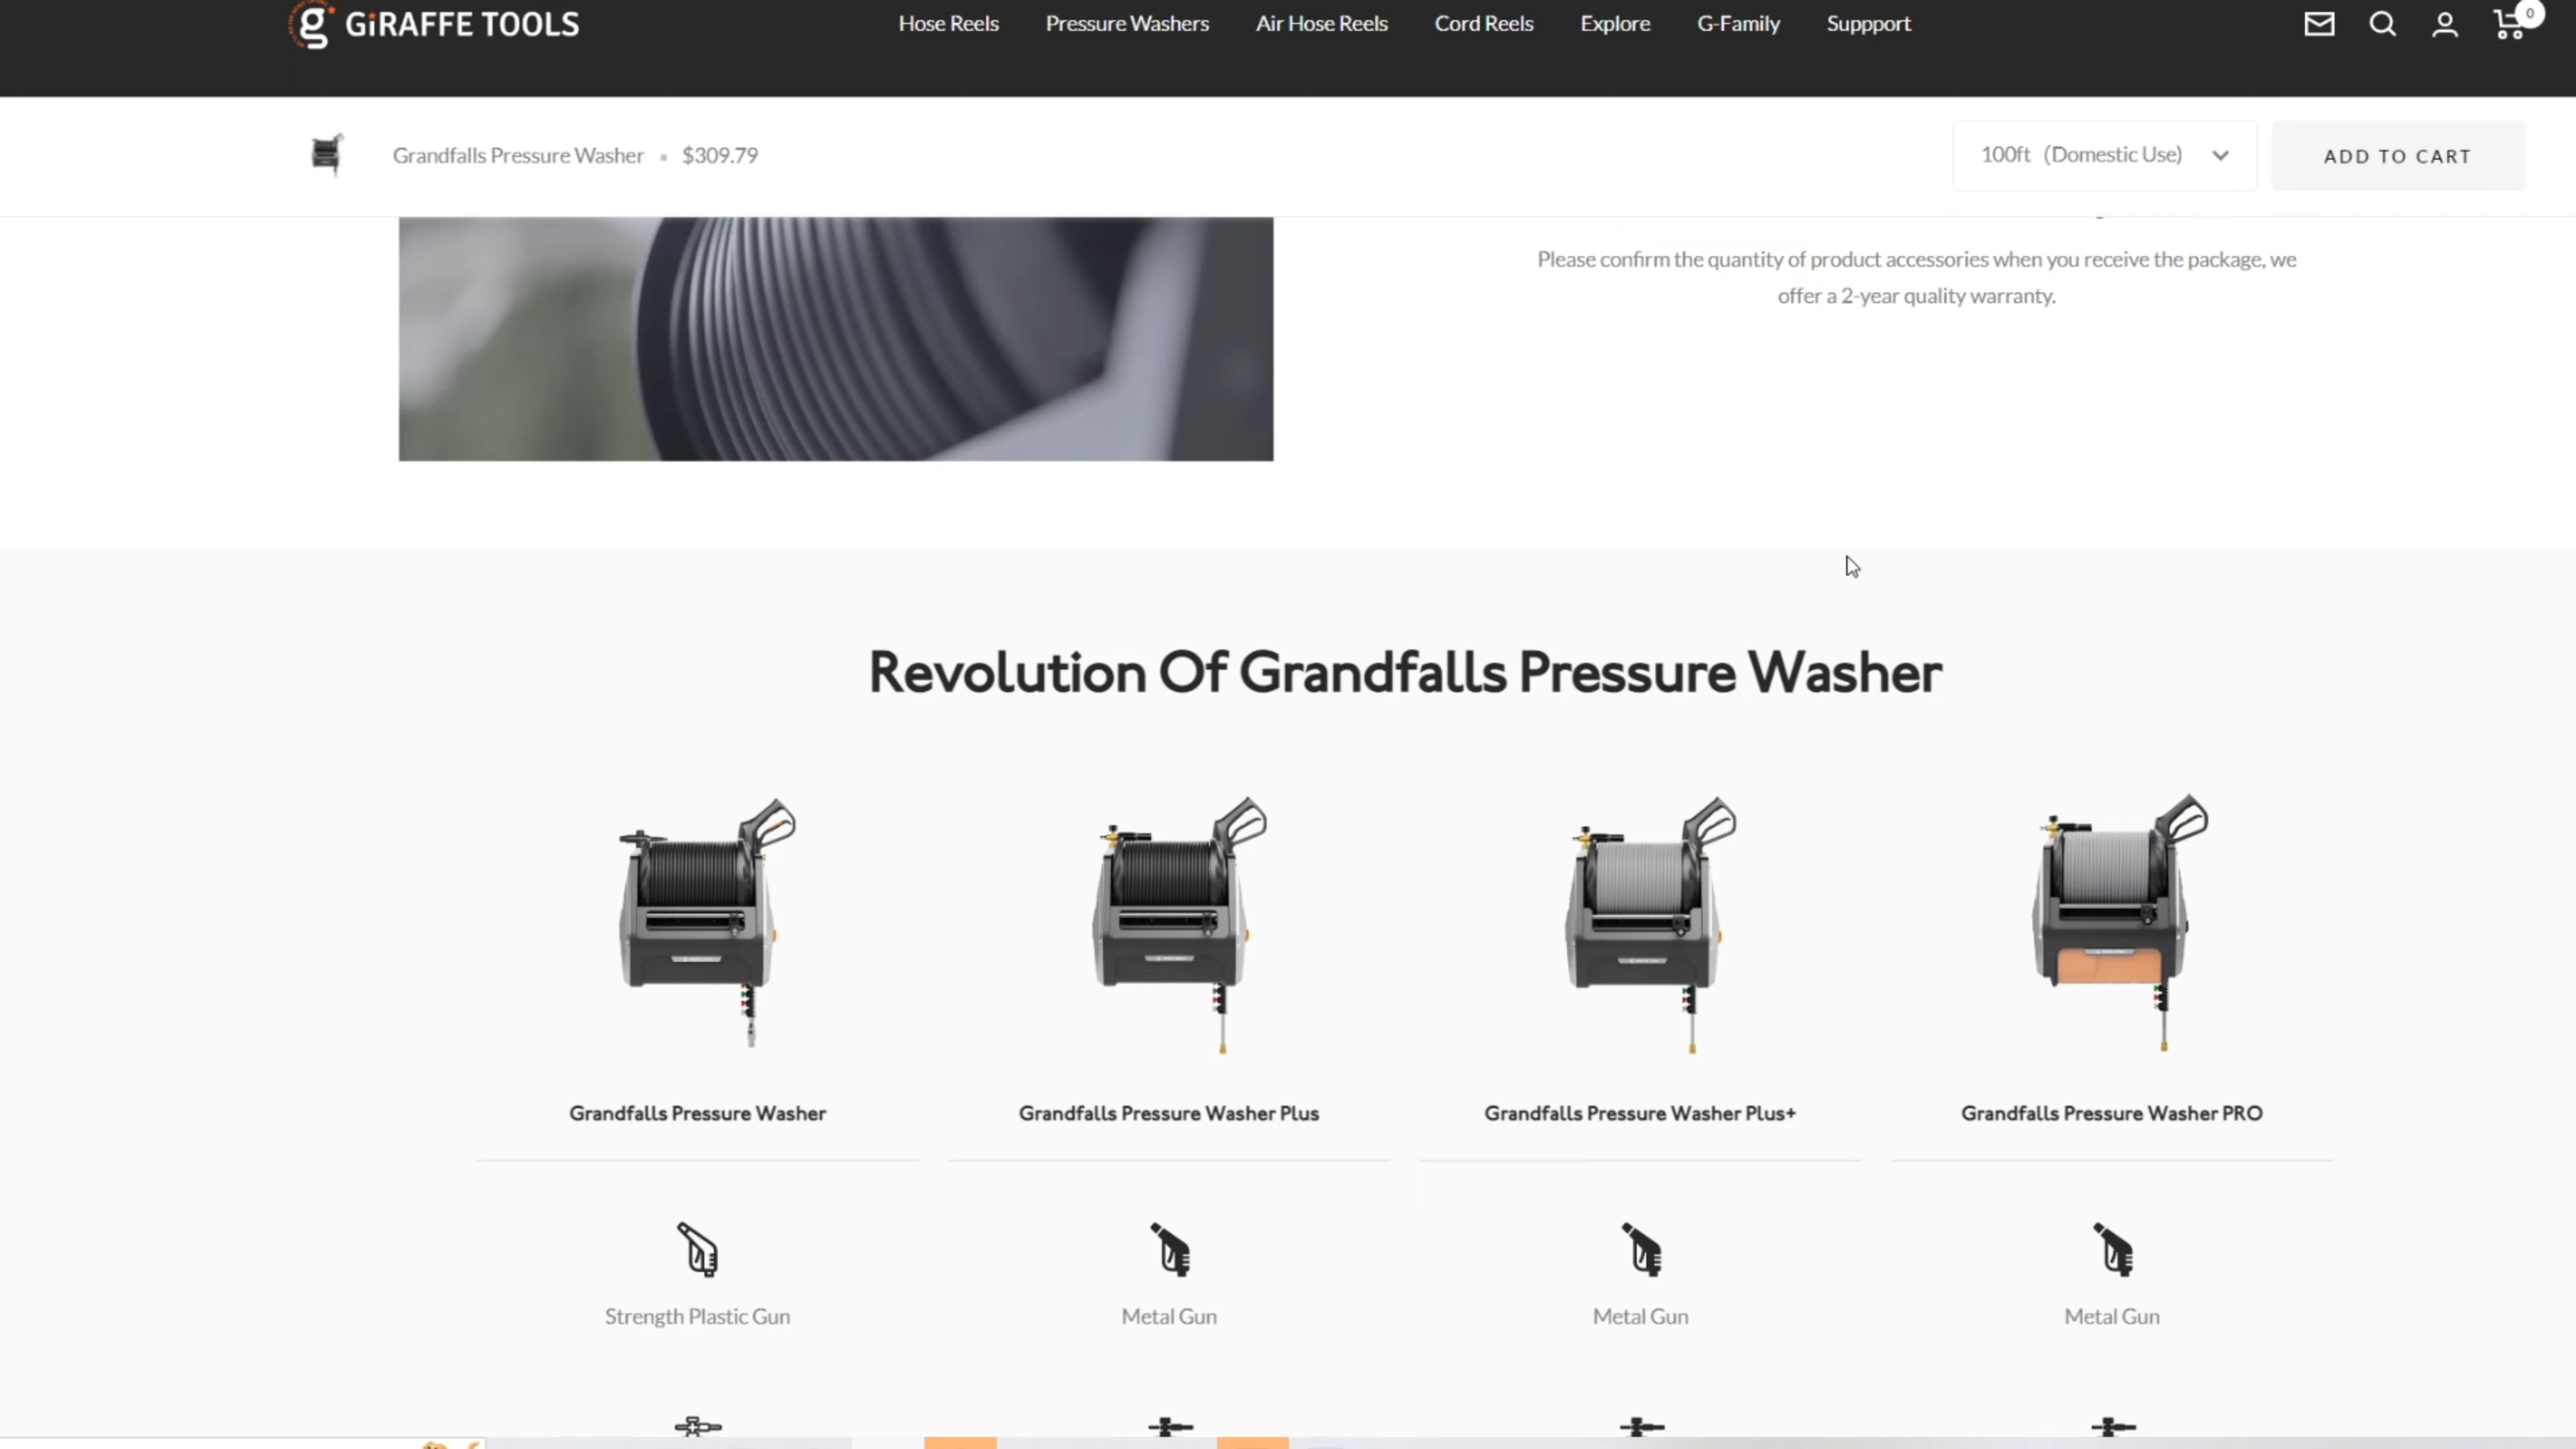 GiRAFFE TOOLS
Hose Reels Pressure Washers Air Hose Reels Cord Reels Explore G-Family Suppport
0
Grandfalls Pressure Washer ▪ $309.79
100ft (Domestic Use)
ADD TO CART
Please confirm the quantity of product accessories when you receive the package, we
offer a 2-year quality warranty.
Revolution Of Grandfalls Pressure Washer
Grandfalls Pressure Washer
Grandfalls Pressure Washer Plus
Grandfalls Pressure Washer Plus+
Grandfalls Pressure Washer PRO
Strength Plastic Gun
Metal Gun
Metal Gun
Metal Gun